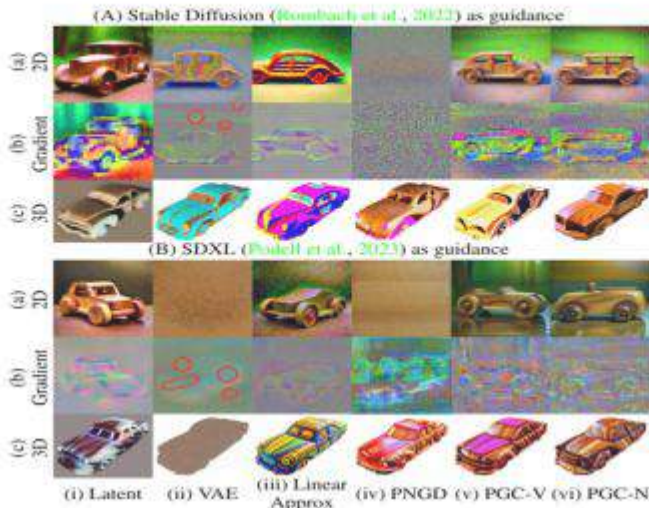 (A) Stable Diffusion (Rombach et al., 2022) as guidance
(a) 2D
(b) Gradient
(c) 3D
(B) SDXL (Podell et al., 2023) as guidance
(a) 2D
(b) Gradient
(c) 3D
(i) Latent (ii) VAE (iii) Linear Approx (iv) PNGD (v) PGC-V (vi) PGC-N